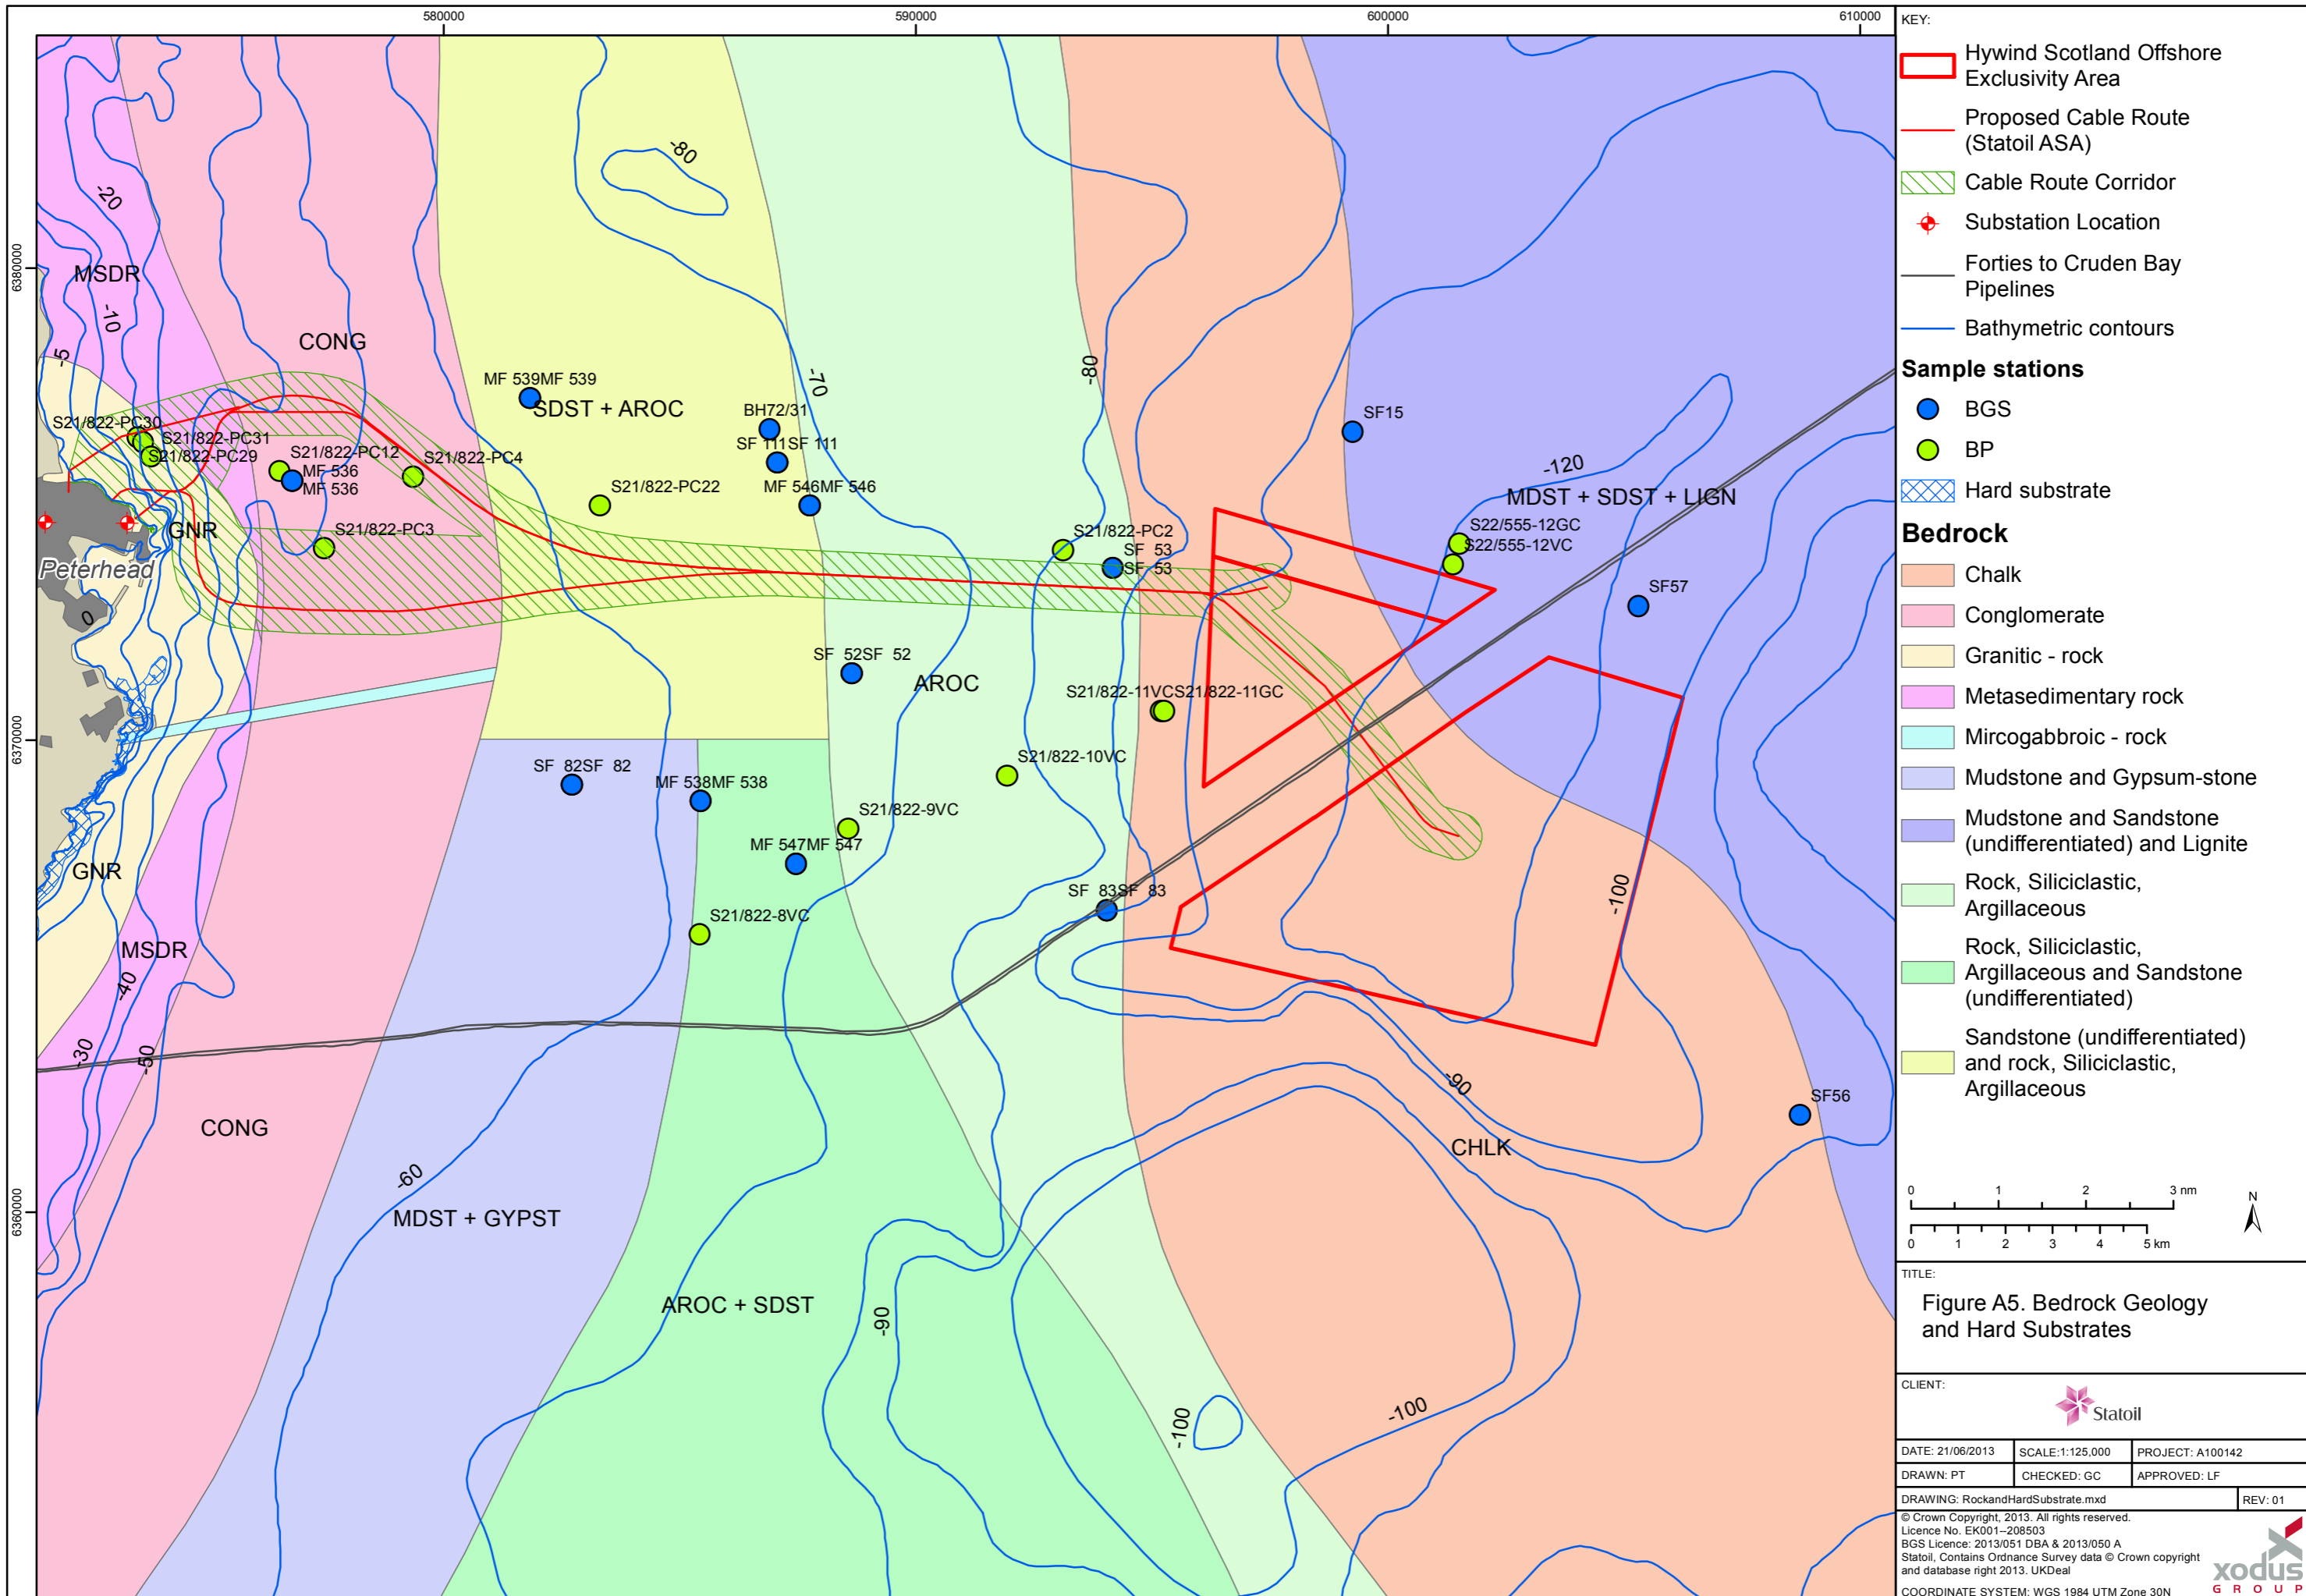 580000
590000
600000
610000
6380000
6370000
6360000
-80
-20
MSDR
-10
CONG
-5
-70
-80
MF 539MF 539
SDST + AROC
BH72/31
SF 111SF 111
SF15
S21/822-PC30
S21/822-PC31
S21/822-PC29
S21/822-PC12
MF 536
MF 536
S21/822-PC4
S21/822-PC22
MF 546MF 546
-120
MDST + SDST + LIGN
GNR
S21/822-PC3
S21/822-PC2
SF 53
SF 53
S22/555-12GC
S22/555-12VC
Peterhead
SF57
0
SF 52SF 52
AROC
S21/822-11VCS21/822-11GC
SF 82SF 82
MF 538MF 538
S21/822-10VC
S21/822-9VC
MF 547MF 547
GNR
SF 83SF 83
-100
S21/822-8VC
MSDR
-40
-30
-50
-90
SF56
CONG
CHLK
-60
MDST + GYPST
AROC + SDST
-90
-100
-100
KEY:
Hywind Scotland Offshore
Exclusivity Area
Proposed Cable Route
(Statoil ASA)
Cable Route Corridor
Substation Location
Forties to Cruden Bay
Pipelines
Bathymetric contours
Sample stations
BGS
BP
Hard substrate
Bedrock
Chalk
Conglomerate
Granitic - rock
Metasedimentary rock
Mircogabbroic - rock
Mudstone and Gypsum-stone
Mudstone and Sandstone
(undifferentiated) and Lignite
Rock, Siliciclastic,
Argillaceous
Rock, Siliciclastic,
Argillaceous and Sandstone
(undifferentiated)
Sandstone (undifferentiated)
and rock, Siliciclastic,
Argillaceous
0 1 2 3 nm
N
0 1 2 3 4 5 km
TITLE:
Figure A5. Bedrock Geology
and Hard Substrates
CLIENT:
Statoil
DATE: 21/06/2013 SCALE:1:125,000 PROJECT: A100142
DRAWN: PT CHECKED: GC APPROVED: LF
DRAWING: RockandHardSubstrate.mxd REV: 01
© Crown Copyright, 2013. All rights reserved.
Licence No. EK001--208503
BGS Licence: 2013/051 DBA & 2013/050 A
Statoil, Contains Ordnance Survey data © Crown copyright
and database right 2013. UKDeal
COORDINATE SYSTEM: WGS 1984 UTM Zone 30N
xodus
GROUP